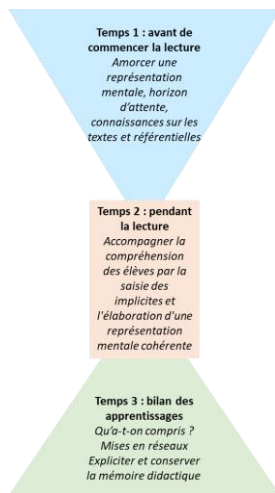 Temps 1 : avant de
commencer la lecture
Amorcer une
représentation
mentale, horizon
d'attente,
connaissances sur les
textes et référentielles
Temps 2 : pendant
la lecture
Accompagner la
compréhension
des élèves par la
saisie des
implicites et
l'élaboration d'une
représentation
mentale cohérente
Temps 3 : bilan des
apprentissages
Qu'a-t-on compris ?
Mises en réseaux
Expliciter et conserver
la mémoire didactique